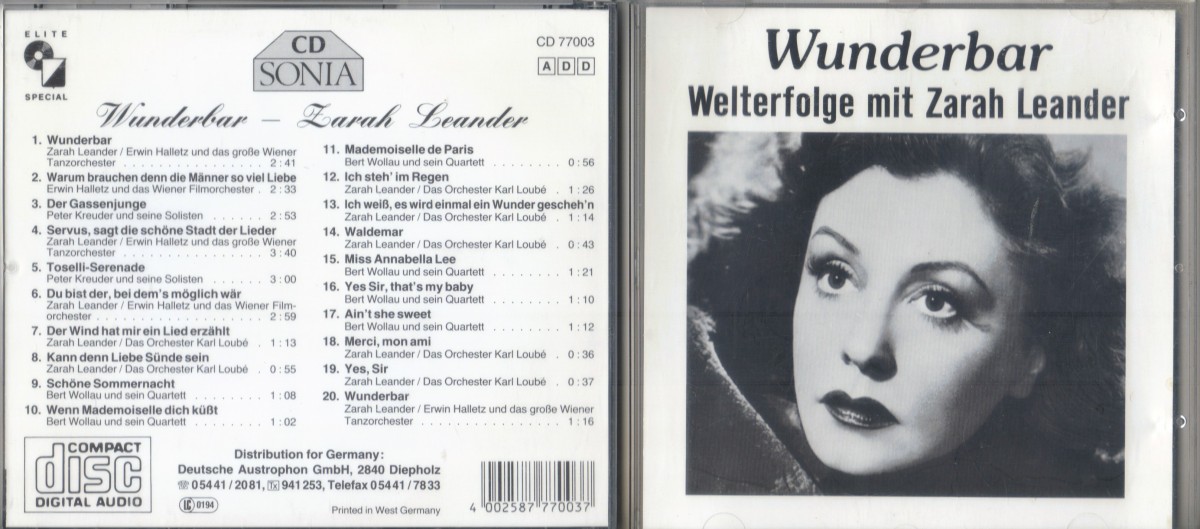 ELITE
SPECIAL
CD
SONIA
CD 77003
A D D
Wunderbar – Zarah Leander
1. Wunderbar
Zarah Leander / Erwin Halletz und das große Wiener
Tanzorchester . . . . . . . . . . . . . . . . . . . . 2:41
2. Warum brauchen denn die Männer so viel Liebe
Erwin Halletz und das Wiener Filmorchester . 2:33
3. Der Gassenjunge
Peter Kreuder und seine Solisten . . . . . . 2:53
4. Servus, sagt die schöne Stadt der Lieder
Zarah Leander / Erwin Halletz und das große Wiener
Tanzorchester . . . . . . . . . . . . . . . . . . . . 3:40
5. Toselli-Serenade
Peter Kreuder und seine Solisten . . . . . . 3:00
6. Du bist der, bei dem's möglich wär
Zarah Leander / Erwin Halletz und das Wiener Film-
orchester . . . . . . . . . . . . . . . . . . . . . . 2:59
7. Der Wind hat mir ein Lied erzählt
Zarah Leander / Das Orchester Karl Loubé . 1:13
8. Kann denn Liebe Sünde sein
Zarah Leander / Das Orchester Karl Loubé . 0:55
9. Schöne Sommernacht
Bert Wollau und sein Quartett . . . . . . . . 1:08
10. Wenn Mademoiselle dich küßt
Bert Wollau und sein Quartett . . . . . . . . 1:02
11. Mademoiselle de Paris
Bert Wollau und sein Quartett . . . . . . . . 0:56
12. Ich steh' im Regen
Zarah Leander / Das Orchester Karl Loubé . 1:26
13. Ich weiß, es wird einmal ein Wunder gescheh'n
Zarah Leander / Das Orchester Karl Loubé . 1:14
14. Waldemar
Zarah Leander / Das Orchester Karl Loubé . 0:43
15. Miss Annabella Lee
Bert Wollau und sein Quartett . . . . . . . . 1:21
16. Yes Sir, that's my baby
Bert Wollau und sein Quartett . . . . . . . . 1:10
17. Ain't she sweet
Bert Wollau und sein Quartett . . . . . . . . 1:12
18. Merci, mon ami
Zarah Leander / Das Orchester Karl Loubé . 0:36
19. Yes, Sir
Zarah Leander / Das Orchester Karl Loubé . 0:37
20. Wunderbar
Zarah Leander / Erwin Halletz und das große Wiener
Tanzorchester . . . . . . . . . . . . . . . . . . . . 1:16
COMPACT
disc
DIGITAL AUDIO
Distribution for Germany:
Deutsche Austrophon GmbH, 2840 Diepholz
☏ 05441/2081, Tx 941253, Telefax 05441/7833
LC 0194
Printed in West Germany
4 002587 770037
Wunderbar
Welterfolge mit Zarah Leander